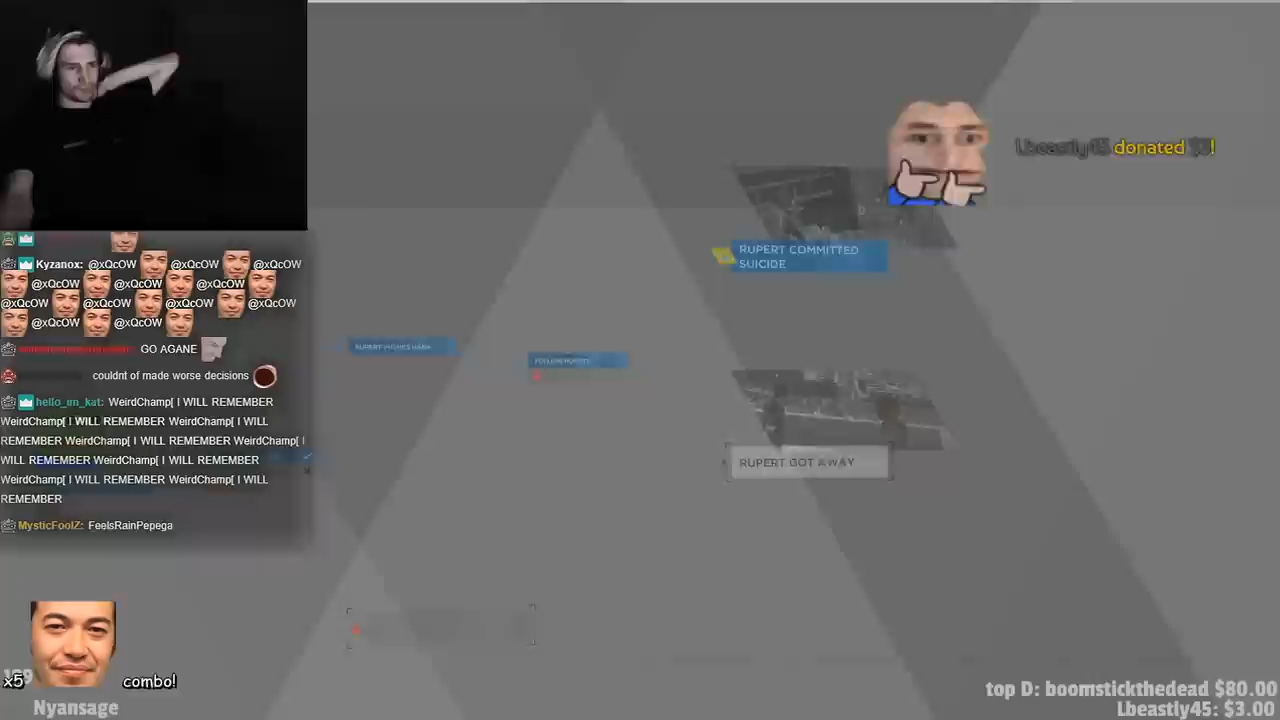 Kyzanox: @xQcOW @xQcOW @xQcOW
@xQcOW @xQcOW @xQcOW
@xQcOW @xQcOW @xQcOW @xQcOW
@xQcOW @xQcOW
GO AGANE
couldnt of made worse decisions
hello_im_kat: WeirdChamp[ I WILL REMEMBER
WeirdChamp[ I WILL REMEMBER WeirdChamp[ I WILL
REMEMBER WeirdChamp[ I WILL REMEMBER WeirdChamp[ I
WILL REMEMBER WeirdChamp[ I WILL REMEMBER
WeirdChamp[ I WILL REMEMBER WeirdChamp[ I WILL
REMEMBER
MysticFoolZ: FeelsRainPepega
x5 combo!
Nyansage
Lbeastly45 donated $3!
RUPERT COMMITTED
SUICIDE
RUPERT GOT AWAY
top D: boomstickthedead $80.00
Lbeastly45: $3.00